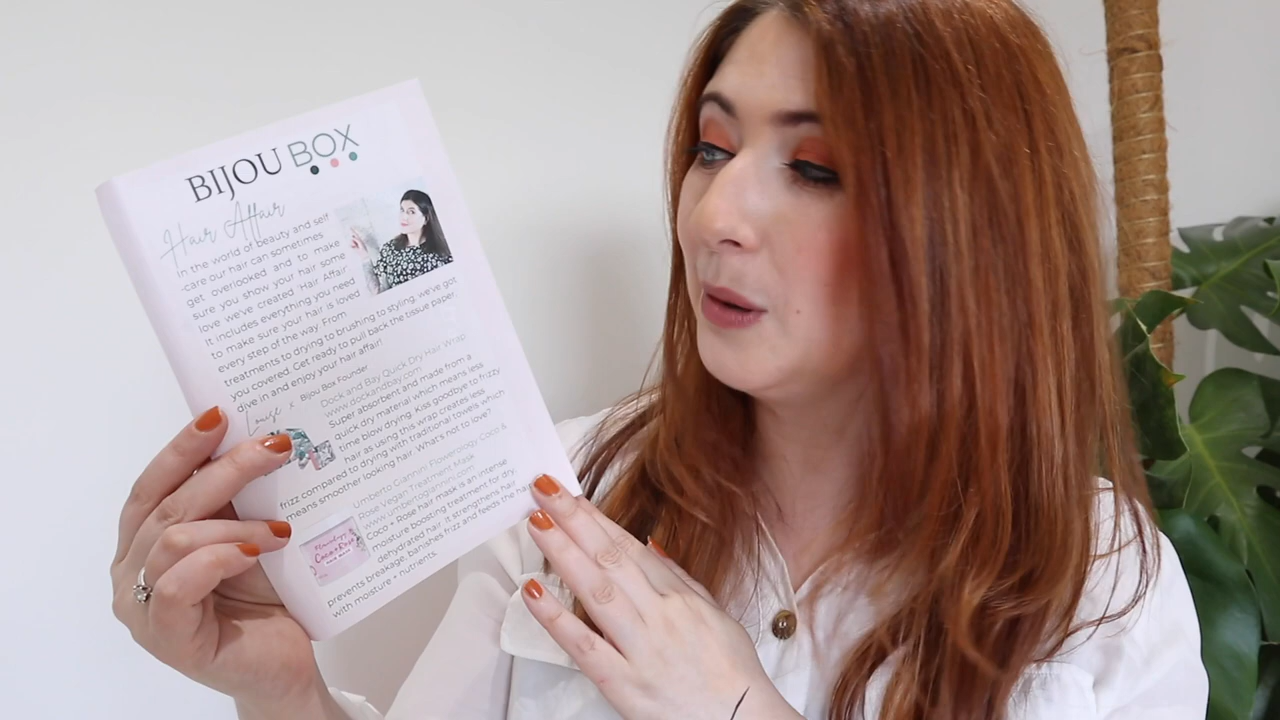 BIJOU BOX
Hair Affair
In the world of beauty and self
-care our hair can sometimes
get overlooked and to make
sure you show your hair some
love we've created 'Hair Affair'
It includes everything you need
to make sure your hair is loved
every step of the way. From
treatments to drying to brushing to styling, we've got
you covered. Get ready to pull back the tissue paper,
dive in and enjoy your hair affair!
Louise x Bijou Box Founder
Dock and Bay Quick Dry Hair Wrap
www.dockandbay.com
Super absorbent and made from a
quick dry material which means less
time blow drying. Kiss goodbye to frizzy
hair as using this wrap creates less
frizz compared to drying with traditional towels which
means smoother looking hair. What's not to love?
Umberto Giannini Flowerology Coco &
Rose Vegan Treatment Mask
www.umbertogiannini.com
Coco + Rose hair mask is an intense
moisture boosting treatment for dry,
dehydrated hair. It strengthens hair
prevents breakage, banishes frizz and feeds the hair
with moisture + nutrients.
Flowerology
Coco + Rose
HAIR MASK